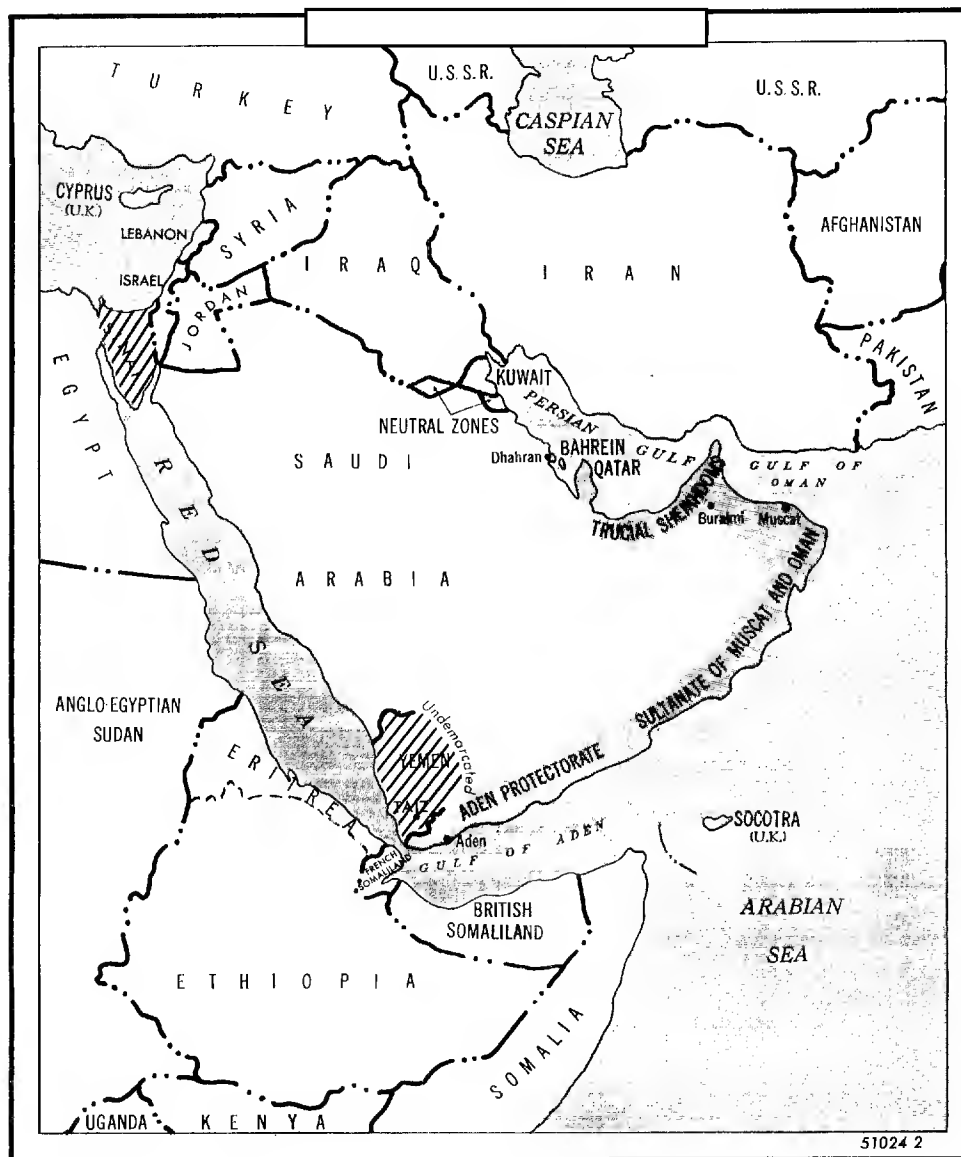 TURKEY
U.S.S.R.
U.S.S.R.
CASPIAN
SEA
CYPRUS
(U.K.)
LEBANON
SYRIA
ISRAEL
IRAQ
IRAN
AFGHANISTAN
JORDAN
EGYPT
PAKISTAN
KUWAIT
NEUTRAL ZONES
PERSIAN GULF
Dhahran
BAHREIN
QATAR
GULF OF
OMAN
TRUCIAL SHEIKHDOMS
Buraimi
Muscat
SAUDI
ARABIA
RED SEA
SULTANATE OF MUSCAT AND OMAN
ANGLO-EGYPTIAN
SUDAN
Undemarcated
YEMEN
TAIZ
ERITREA
ADEN PROTECTORATE
Aden
GULF OF ADEN
SOCOTRA
(U.K.)
FRENCH
SOMALILAND
BRITISH
SOMALILAND
ARABIAN
SEA
ETHIOPIA
SOMALIA
UGANDA
KENYA
51024 2